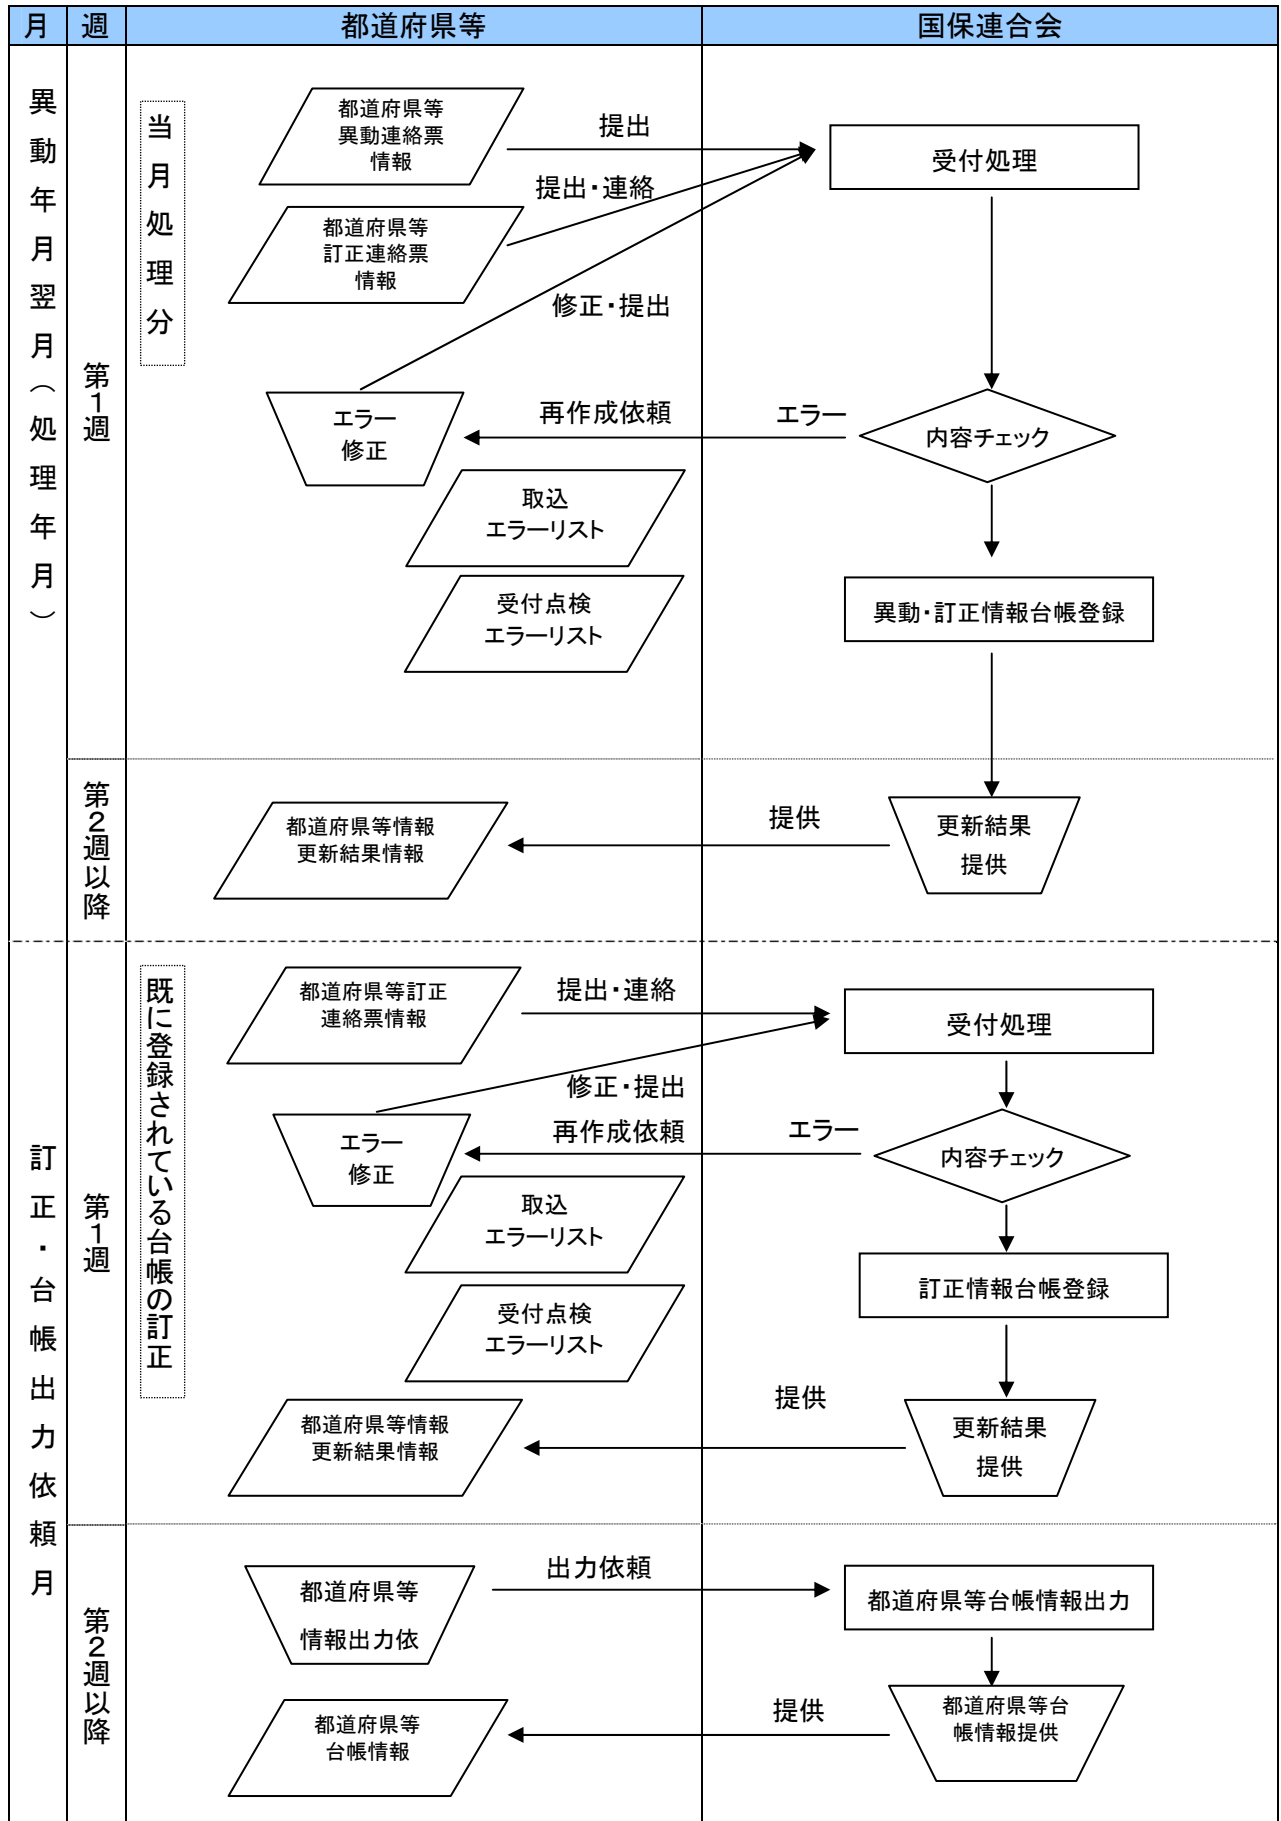 月
週
都道府県等
国保連合会
異動年月翌月（処理年月）
第1週
当月処理分
都道府県等
異動連絡票
情報
提出
受付処理
提出・連絡
都道府県等
訂正連絡票
情報
修正・提出
エラー
修正
再作成依頼
エラー
内容チェック
取込
エラーリスト
受付点検
エラーリスト
異動・訂正情報台帳登録
第2週以降
都道府県等情報
更新結果情報
提供
更新結果
提供
訂正・台帳出力依頼月
第1週
既に登録されている台帳の訂正
都道府県等訂正
連絡票情報
提出・連絡
受付処理
修正・提出
エラー
修正
再作成依頼
エラー
内容チェック
取込
エラーリスト
訂正情報台帳登録
受付点検
エラーリスト
都道府県等情報
更新結果情報
提供
更新結果
提供
第2週以降
都道府県等
情報出力依
出力依頼
都道府県等台帳情報出力
都道府県等
台帳情報
提供
都道府県等台
帳情報提供